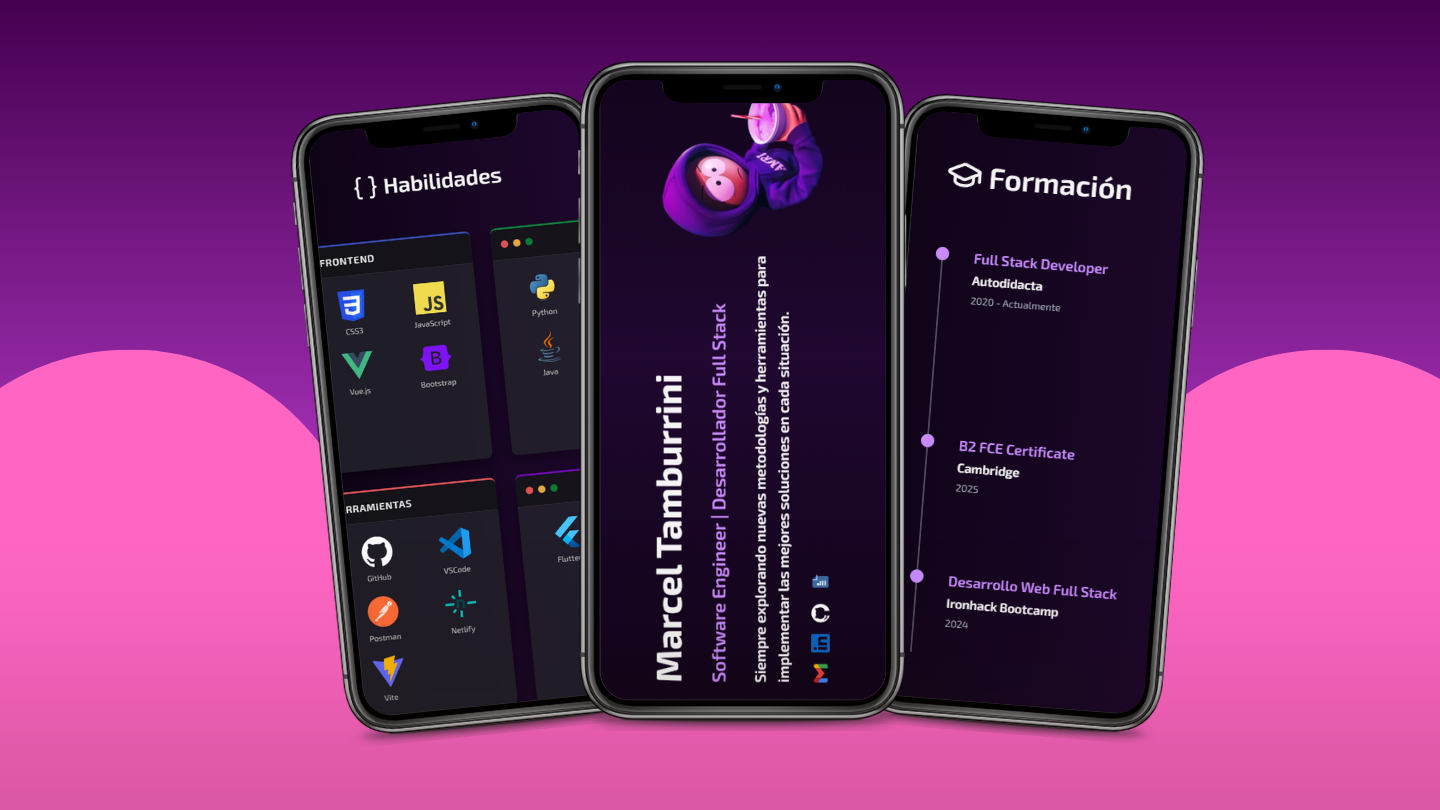 { } Habilidades
FRONTEND
CSS3
JavaScript
Vue.js
Bootstrap
Python
Java
RRAMIENTAS
GitHub
VSCode
Postman
Netlify
Vite
Flutter
JS
B
Marcel Tamburrini
Software Engineer | Desarrollador Full Stack
Siempre explorando nuevas metodologías y herramientas para
implementar las mejores soluciones en cada situación.
in
Formación
Full Stack Developer
Autodidacta
2020 - Actualmente
B2 FCE Certificate
Cambridge
2025
Desarrollo Web Full Stack
Ironhack Bootcamp
2024